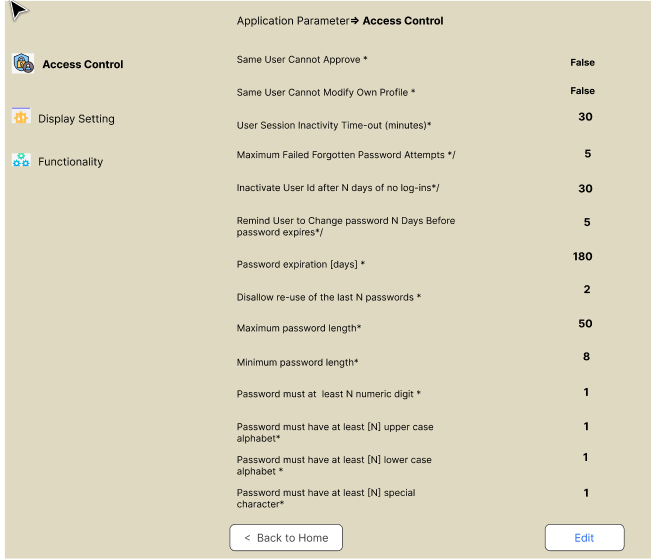 Application Parameter➔ Access Control
Access Control
Display Setting
Functionality
Same User Cannot Approve * False
Same User Cannot Modify Own Profile * False
User Session Inactivity Time-out (minutes)* 30
Maximum Failed Forgotten Password Attempts */ 5
Inactivate User Id after N days of no log-ins*/ 30
Remind User to Change password N Days Before
password expires*/ 5
Password expiration [days] * 180
Disallow re-use of the last N passwords * 2
Maximum password length* 50
Minimum password length* 8
Password must at least N numeric digit * 1
Password must have at least [N] upper case
alphabet* 1
Password must have at least [N] lower case
alphabet * 1
Password must have at least [N] special
character* 1
< Back to Home
Edit